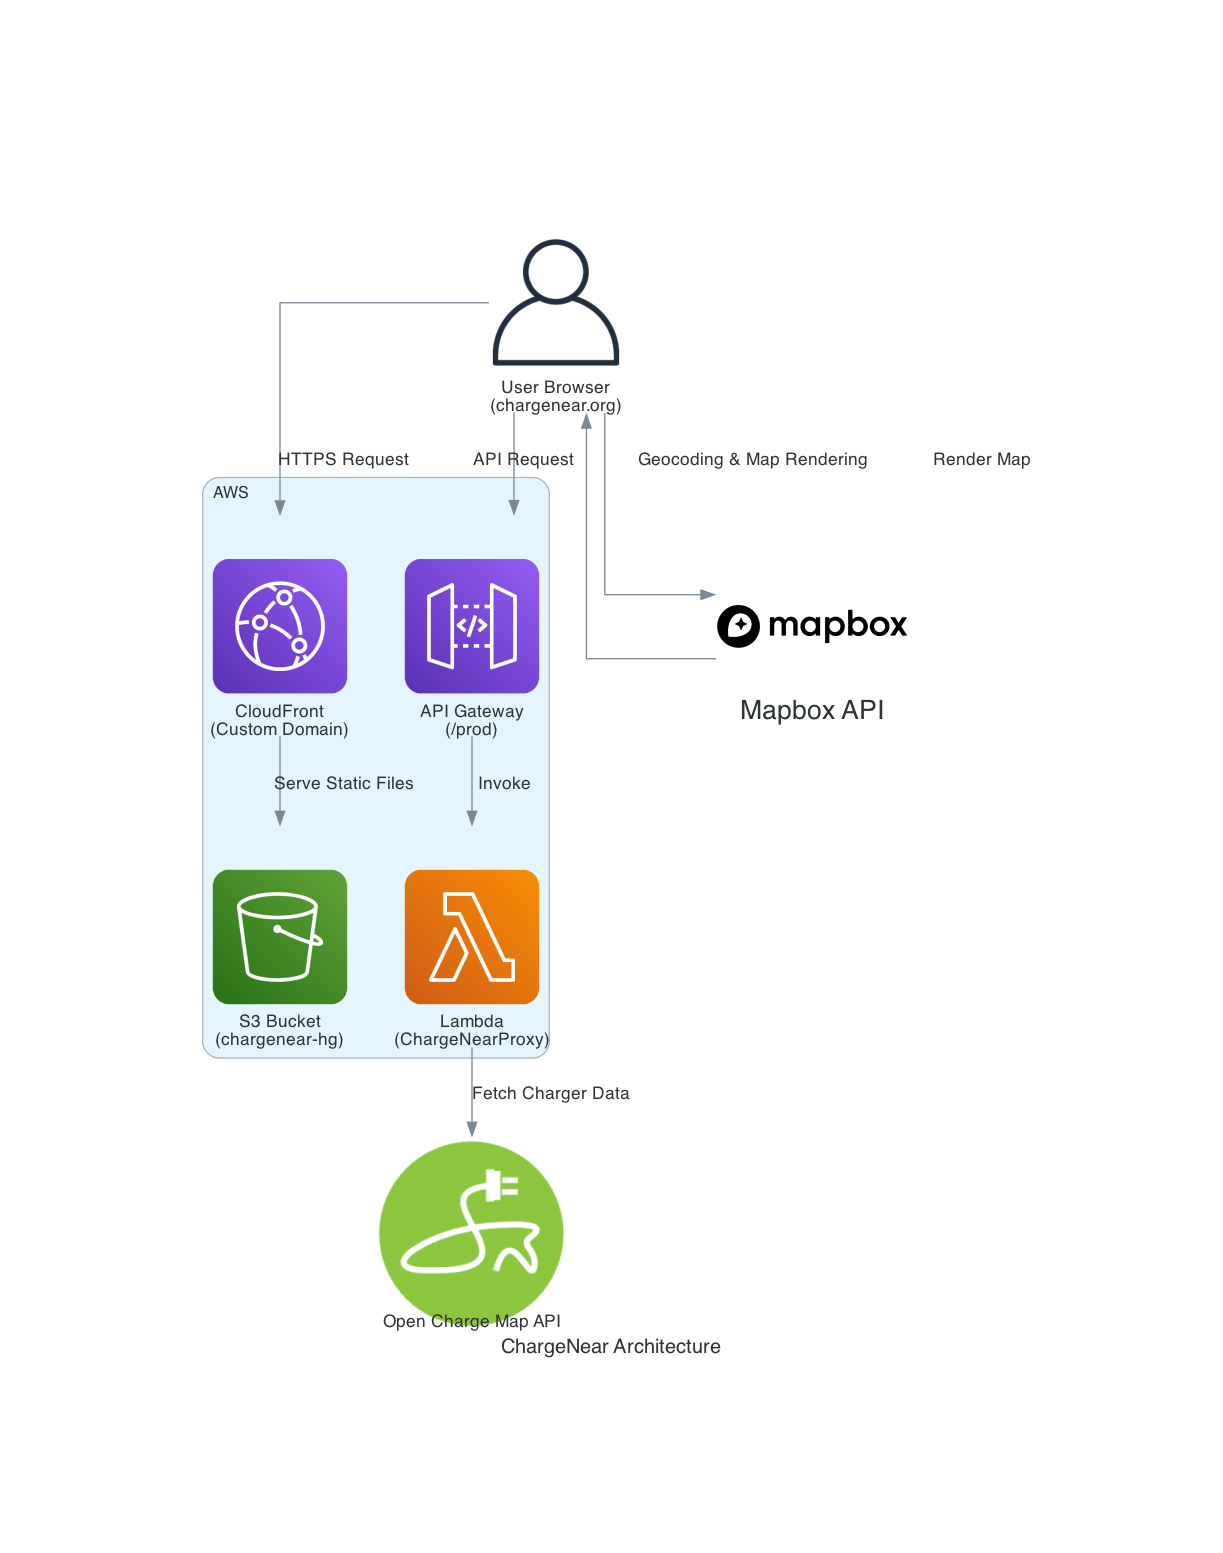 User Browser
(chargenear.org)
HTTPS Request
API Request
Geocoding & Map Rendering
Render Map
AWS
mapbox
Mapbox API
CloudFront
(Custom Domain)
API Gateway
(/prod)
Serve Static Files
Invoke
S3 Bucket
(chargenear-hg)
Lambda
(ChargeNearProxy)
Fetch Charger Data
Open Charge Map API
ChargeNear Architecture